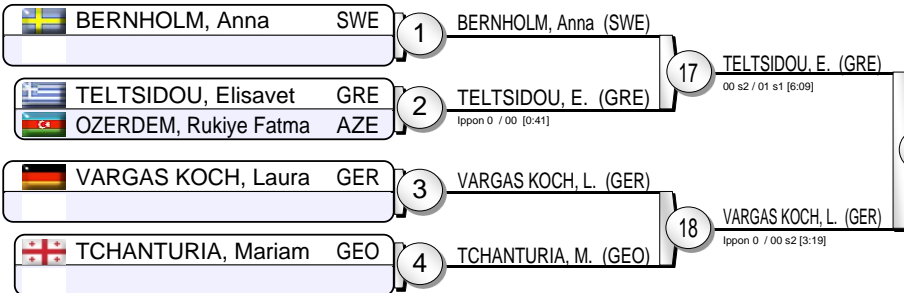 BERNHOLM, Anna SWE
1
BERNHOLM, Anna (SWE)
17
TELTSIDOU, E. (GRE)
00 s2 / 01 s1 [6:09]
TELTSIDOU, Elisavet GRE
OZERDEM, Rukiye Fatma AZE
2
TELTSIDOU, E. (GRE)
Ippon 0 / 00 [0:41]
VARGAS KOCH, Laura GER
3
VARGAS KOCH, L. (GER)
18
VARGAS KOCH, L. (GER)
Ippon 0 / 00 s2 [3:19]
TCHANTURIA, Mariam GEO
4
TCHANTURIA, M. (GEO)